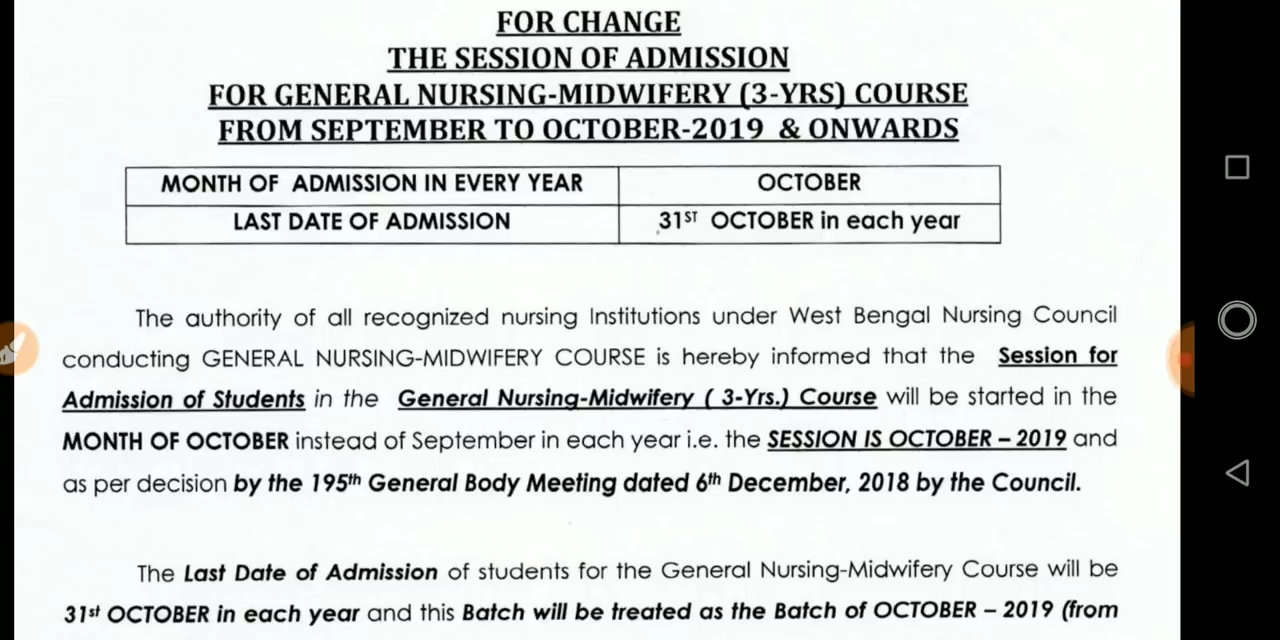 FOR CHANGE
THE SESSION OF ADMISSION
FOR GENERAL NURSING-MIDWIFERY (3-YRS) COURSE
FROM SEPTEMBER TO OCTOBER-2019 & ONWARDS
MONTH OF ADMISSION IN EVERY YEAR OCTOBER
LAST DATE OF ADMISSION 31ST OCTOBER in each year
The authority of all recognized nursing Institutions under West Bengal Nursing Council
conducting GENERAL NURSING-MIDWIFERY COURSE is hereby informed that the Session for
Admission of Students in the General Nursing-Midwifery ( 3-Yrs.) Course will be started in the
MONTH OF OCTOBER instead of September in each year i.e. the SESSION IS OCTOBER – 2019 and
as per decision by the 195th General Body Meeting dated 6th December, 2018 by the Council.
The Last Date of Admission of students for the General Nursing-Midwifery Course will be
31st OCTOBER in each year and this Batch will be treated as the Batch of OCTOBER – 2019 (from